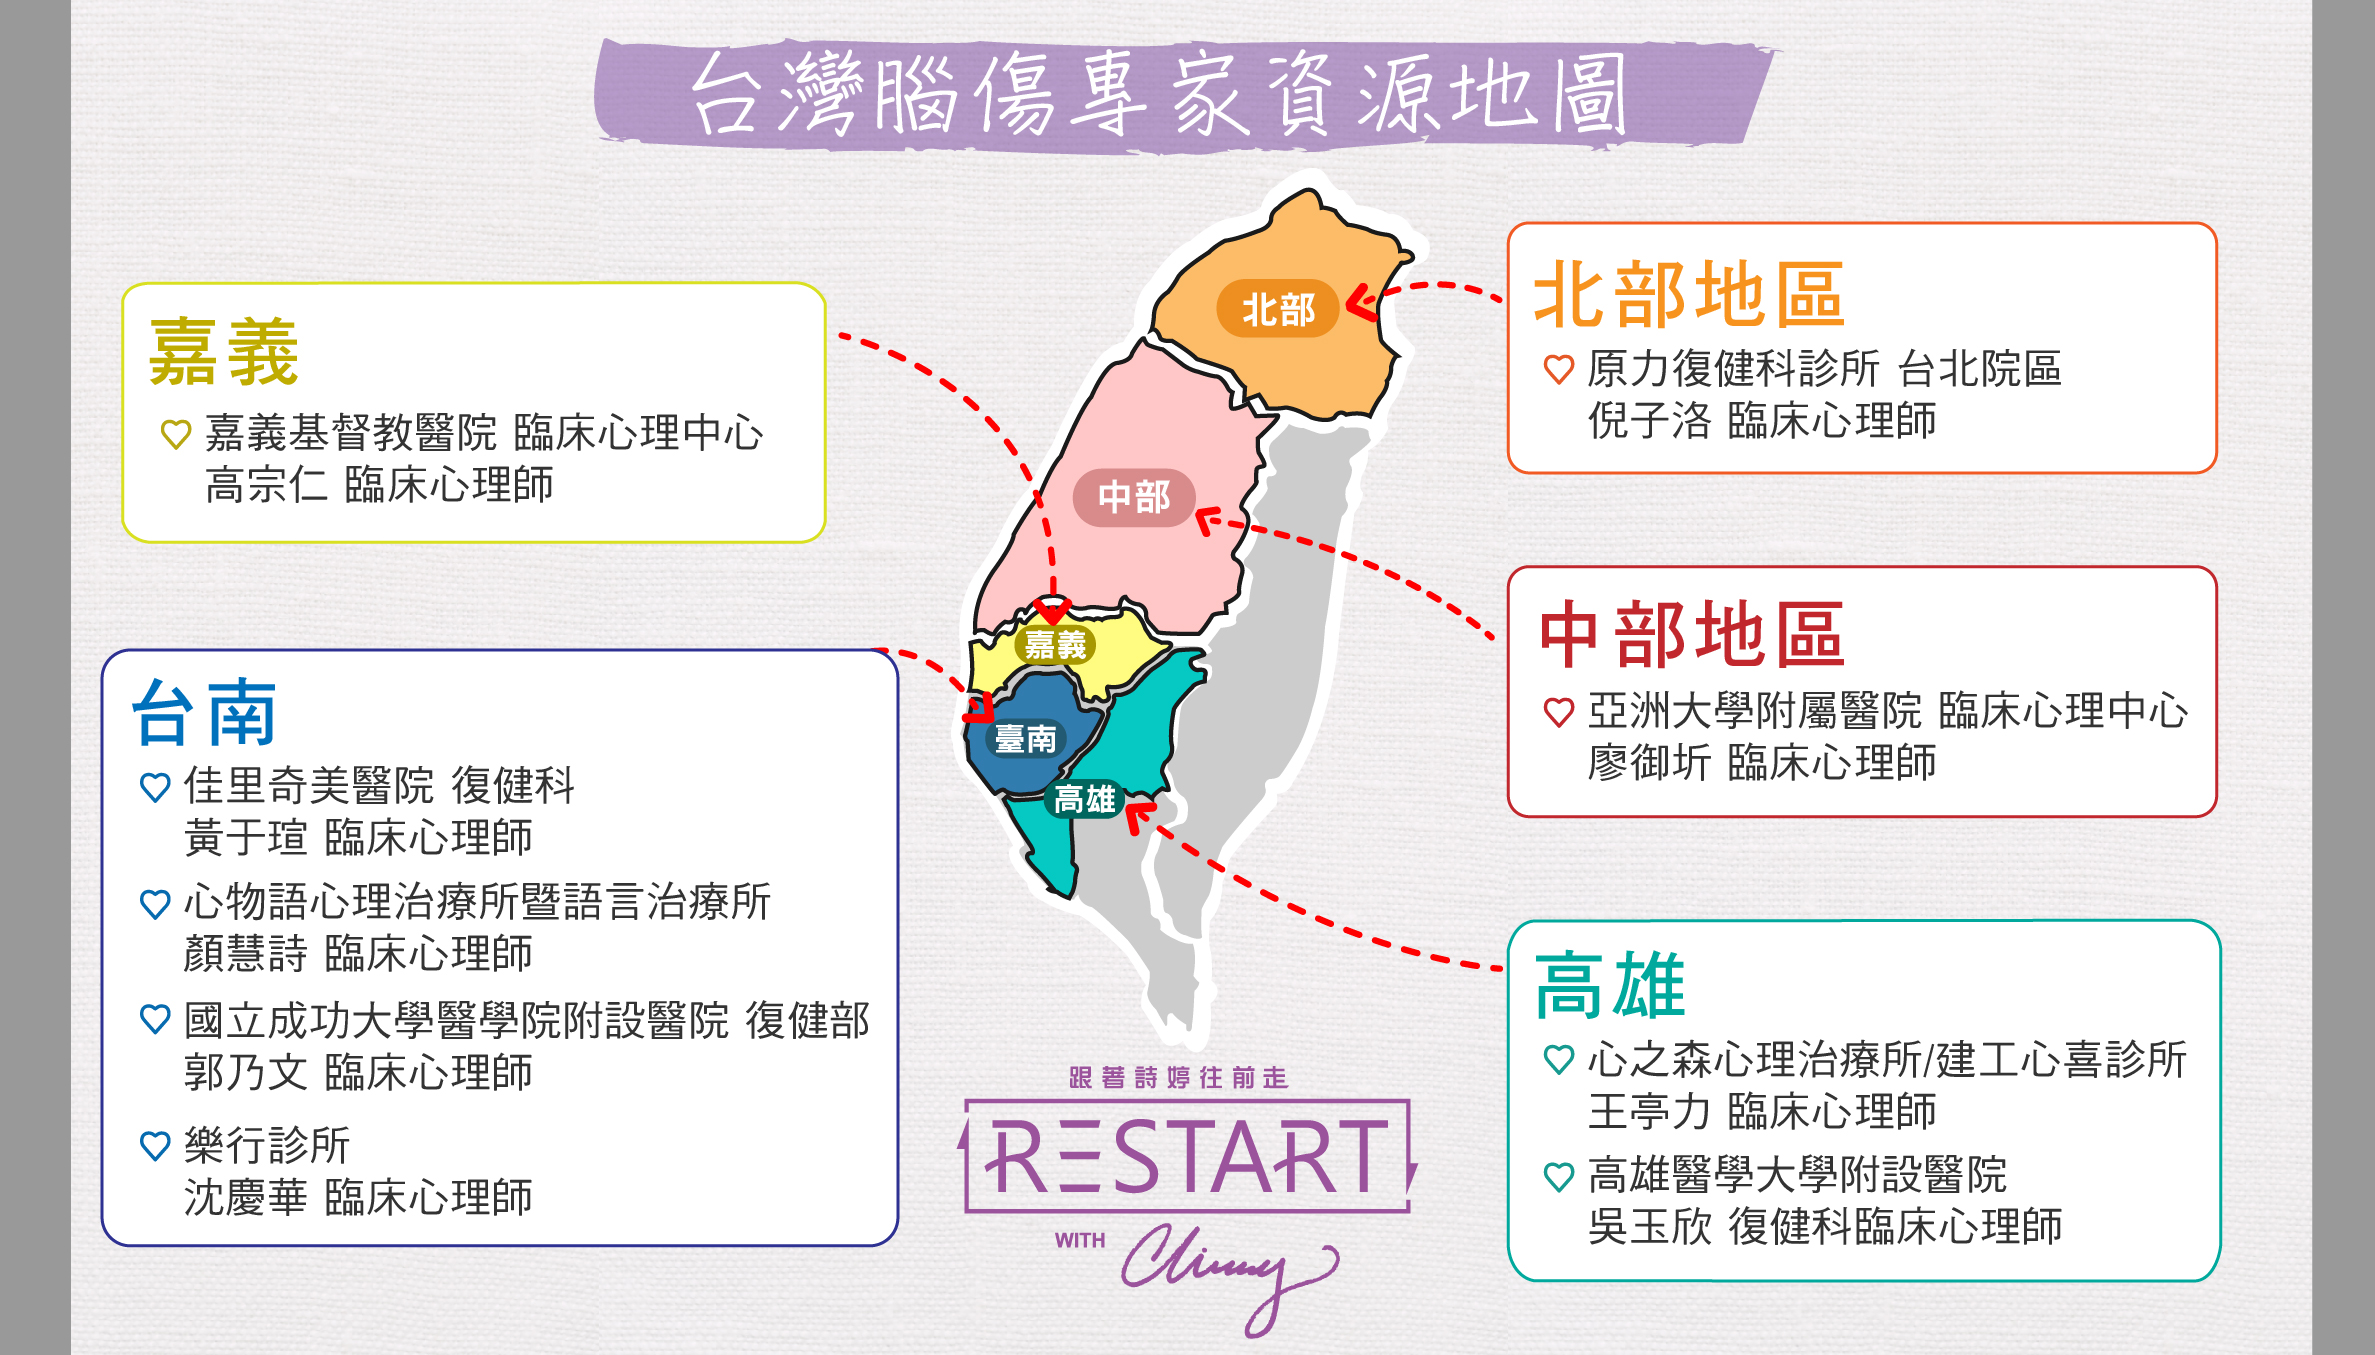 台灣腦傷專家資源地圖
嘉義
嘉義基督教醫院 臨床心理中心
高宗仁 臨床心理師
台南
佳里奇美醫院 復健科
黃于瑄 臨床心理師
心物語心理治療所暨語言治療所
顏慧詩 臨床心理師
國立成功大學醫學院附設醫院 復健部
郭乃文 臨床心理師
樂行診所
沈慶華 臨床心理師
北部
中部
嘉義
臺南
高雄
北部地區
原力復健科診所 台北院區
倪子洛 臨床心理師
中部地區
亞洲大學附屬醫院 臨床心理中心
廖御圻 臨床心理師
高雄
心之森心理治療所/建工心喜診所
王亭力 臨床心理師
高雄醫學大學附設醫院
吳玉欣 復健科臨床心理師
跟著詩婷往前走
RESTART
WITH